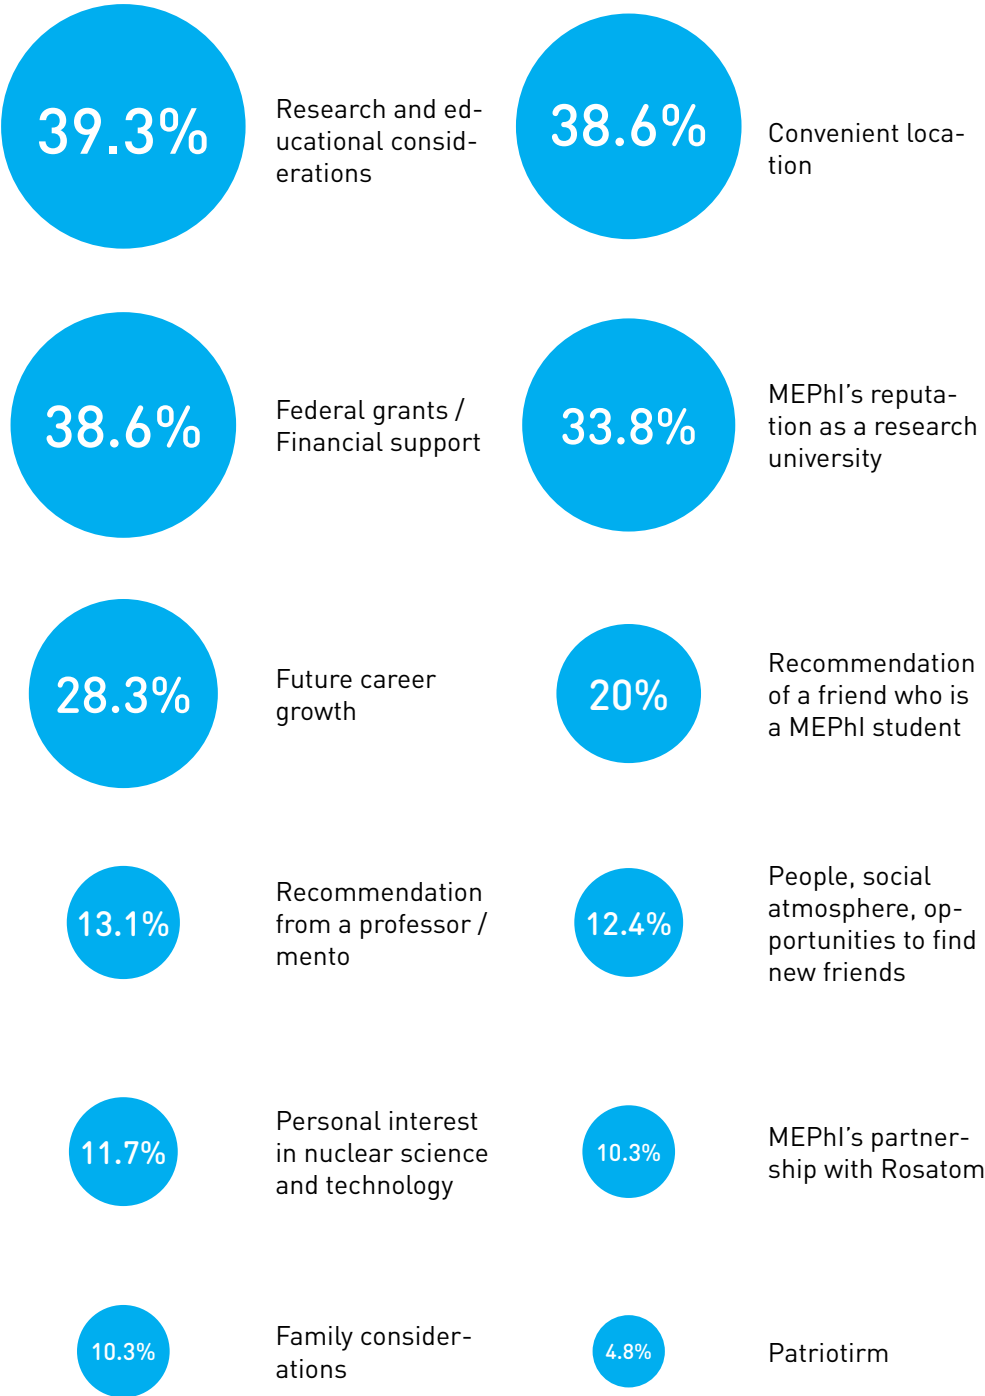 39.3%
Research and ed-
ucational consid-
erations
38.6%
Convenient loca-
tion
38.6%
Federal grants /
Financial support
33.8%
MEPhI’s reputa-
tion as a research
university
28.3%
Future career
growth
20%
Recommendation
of a friend who is
a MEPhI student
13.1%
Recommendation
from a professor /
mento
12.4%
People, social
atmosphere, op-
portunities to find
new friends
11.7%
Personal interest
in nuclear science
and technology
10.3%
MEPhI’s partner-
ship with Rosatom
10.3%
Family consider-
ations
4.8%
Patriotirm